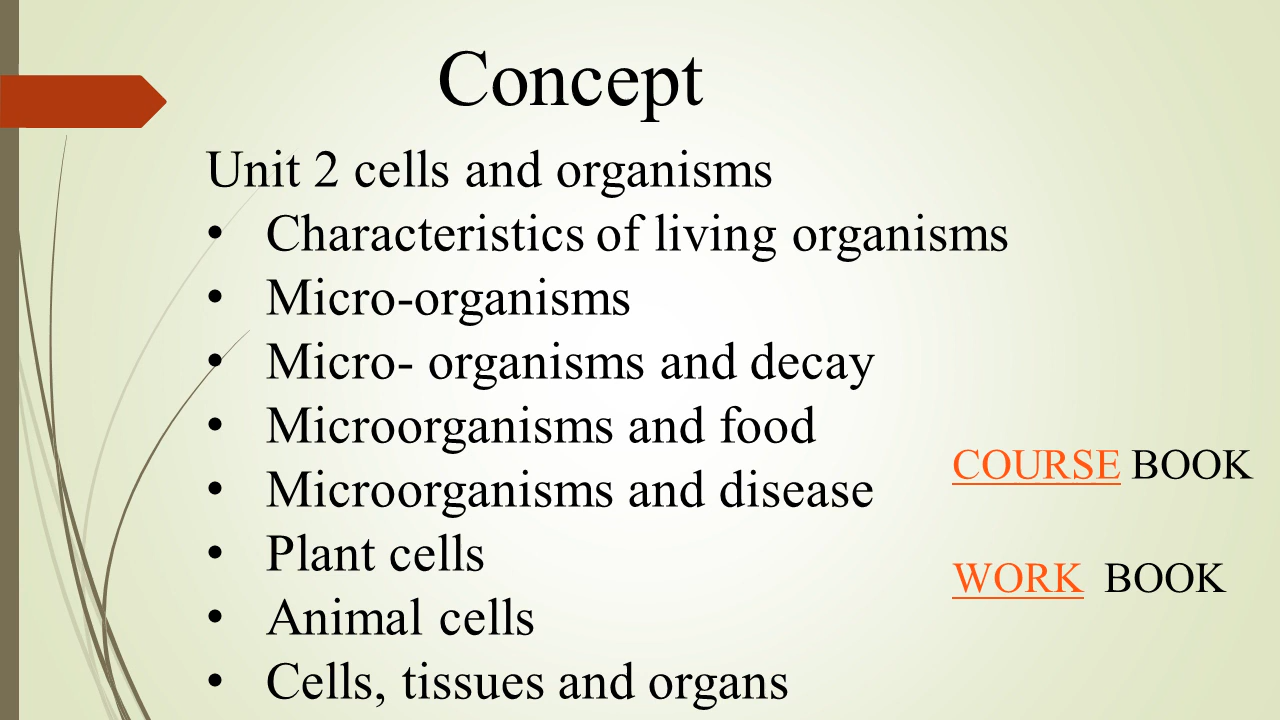 Concept
Unit 2 cells and organisms
• Characteristics of living organisms
• Micro-organisms
• Micro- organisms and decay
• Microorganisms and food
• Microorganisms and disease
• Plant cells
• Animal cells
• Cells, tissues and organs
COURSE BOOK
WORK BOOK